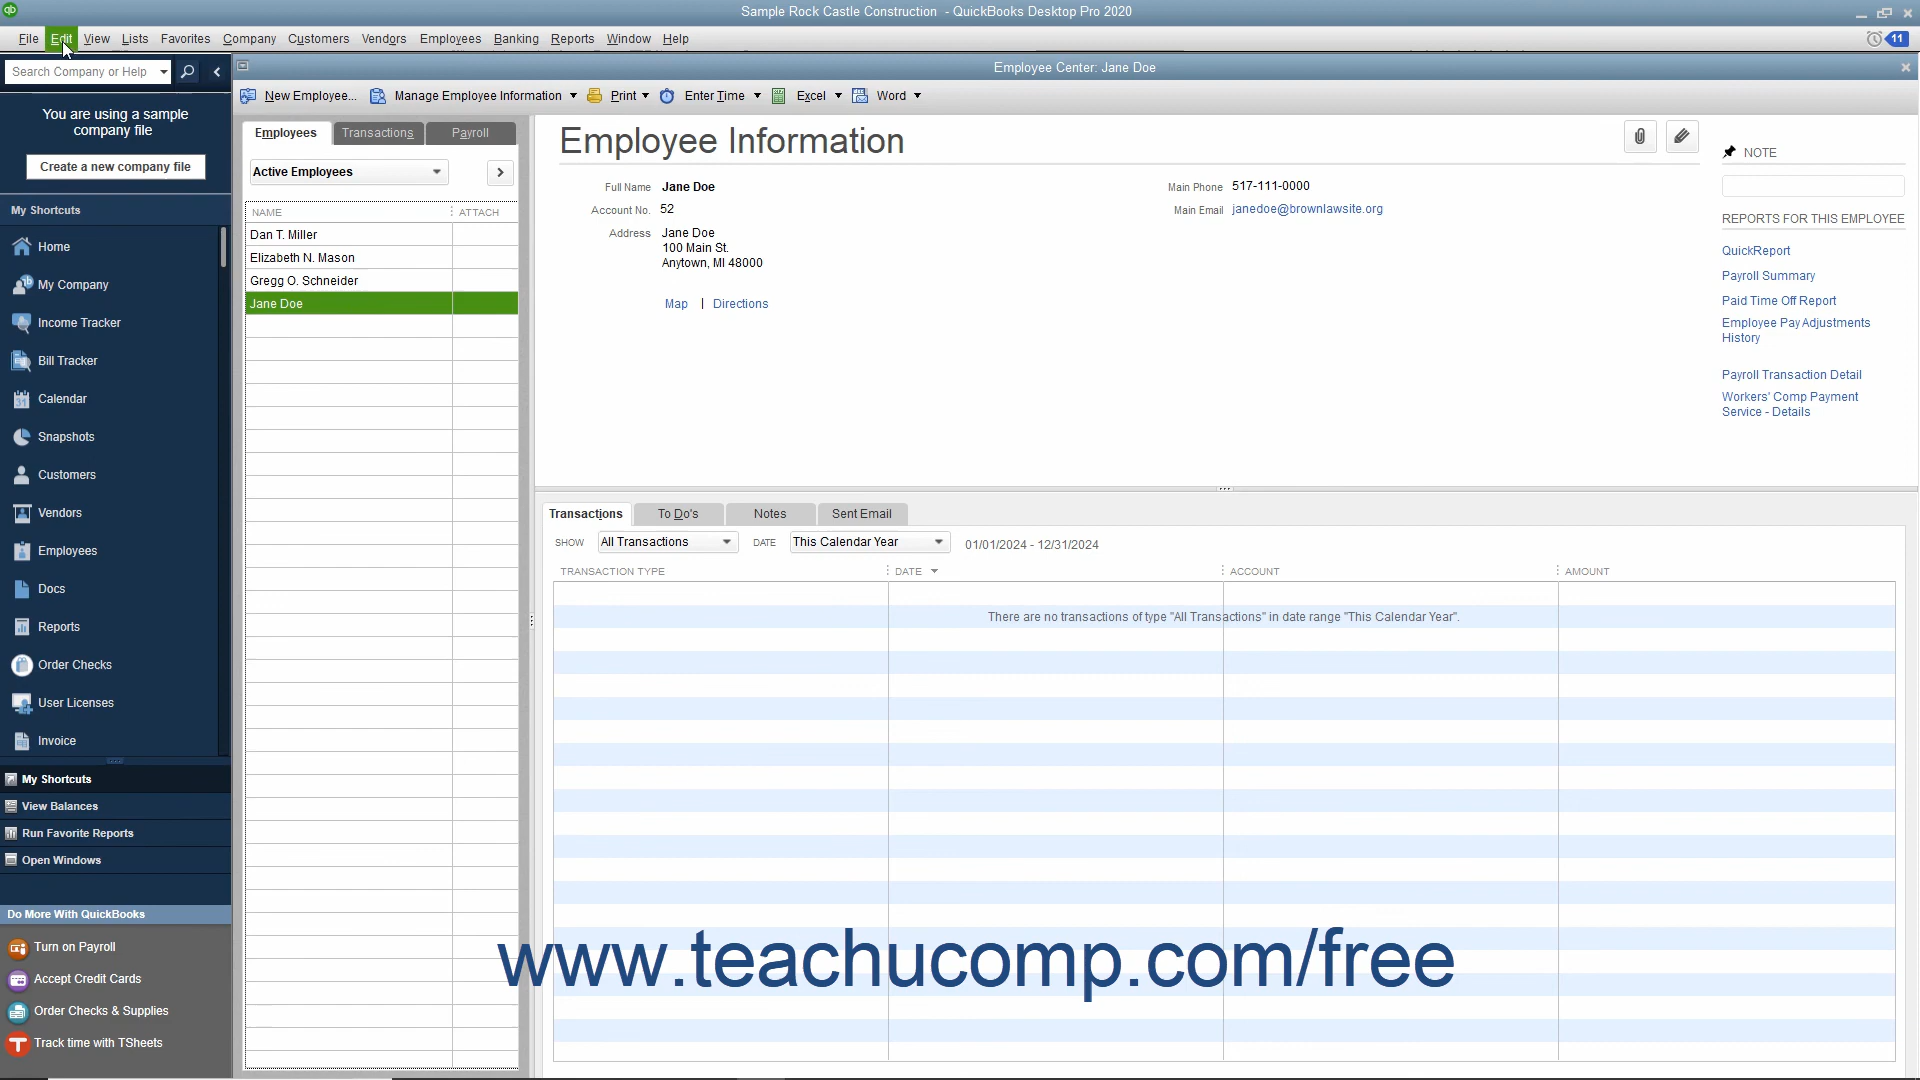 Sample Rock Castle Construction - QuickBooks Desktop Pro 2020
File Edit View Lists Favorites Company Customers Vendors Employees Banking Reports Window Help
11
Search Company or Help
Employee Center: Jane Doe
New Employee... Manage Employee Information Print Enter Time Excel Word
You are using a sample
company file
Create a new company file
My Shortcuts
Home
My Company
Income Tracker
Bill Tracker
Calendar
Snapshots
Customers
Vendors
Employees
Docs
Reports
Order Checks
User Licenses
Invoice
My Shortcuts
View Balances
Run Favorite Reports
Open Windows
Do More With QuickBooks
Turn on Payroll
Accept Credit Cards
Order Checks & Supplies
Track time with TSheets
Employees Transactions Payroll
Active Employees
NAME ATTACH
Dan T. Miller
Elizabeth N. Mason
Gregg O. Schneider
Jane Doe
Employee Information
Full Name Jane Doe
Account No. 52
Address Jane Doe
100 Main St.
Anytown, MI 48000
Map | Directions
Main Phone 517-111-0000
Main Email janedoe@brownlawsite.org
NOTE
REPORTS FOR THIS EMPLOYEE
QuickReport
Payroll Summary
Paid Time Off Report
Employee Pay Adjustments
History
Payroll Transaction Detail
Workers' Comp Payment
Service - Details
Transactions To Do's Notes Sent Email
SHOW All Transactions DATE This Calendar Year 01/01/2024 - 12/31/2024
TRANSACTION TYPE DATE ACCOUNT AMOUNT
There are no transactions of type "All Transactions" in date range "This Calendar Year".
www.teachucomp.com/free